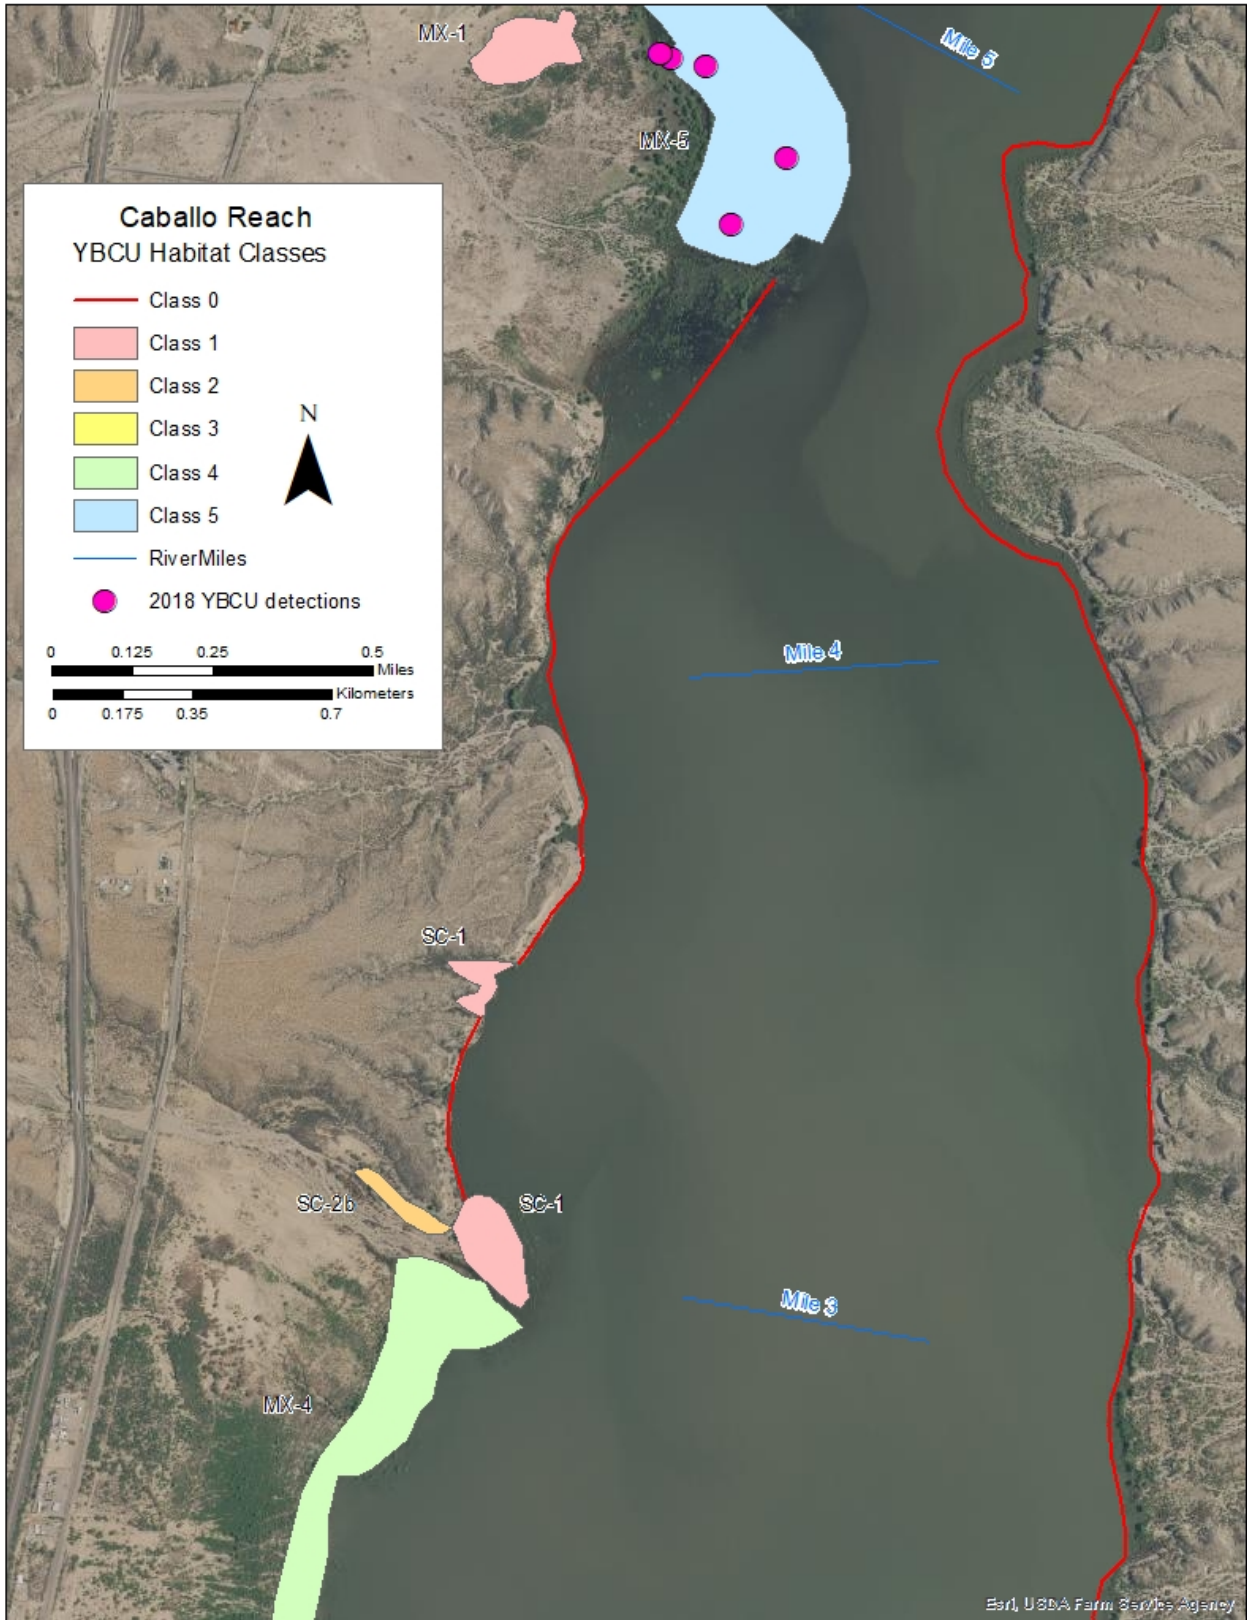 MX-1
Mile 5
MX-5
Caballo Reach
YBCU Habitat Classes
Class 0
Class 1
Class 2
Class 3
Class 4
Class 5
N
RiverMiles
2018 YBCU detections
0 0.125 0.25 0.5
Miles
Kilometers
0 0.175 0.35 0.7
Mile 4
SC-1
SC-2b
SC-1
Mile 3
MX-4
Esri, USDA Farm Service Agency